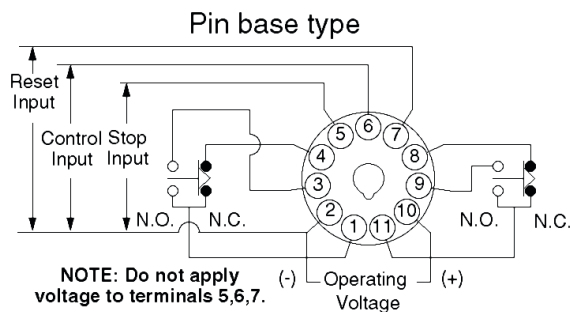 Pin base type
Reset
Input
Control
Input
Stop
Input
6
5
7
4
8
3
9
2
10
1
11
N.O.
N.C.
N.O.
N.C.
NOTE: Do not apply
voltage to terminals 5,6,7.
(-)
Operating
Voltage
(+)